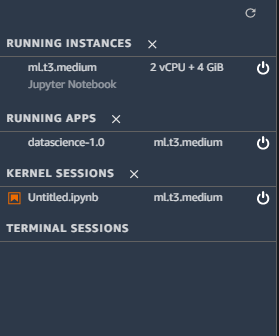 RUNNING INSTANCES
ml.t3.medium 2 vCPU + 4 GiB
Jupyter Notebook
RUNNING APPS
datascience-1.0 ml.t3.medium
KERNEL SESSIONS
Untitled.ipynb ml.t3.medium
TERMINAL SESSIONS